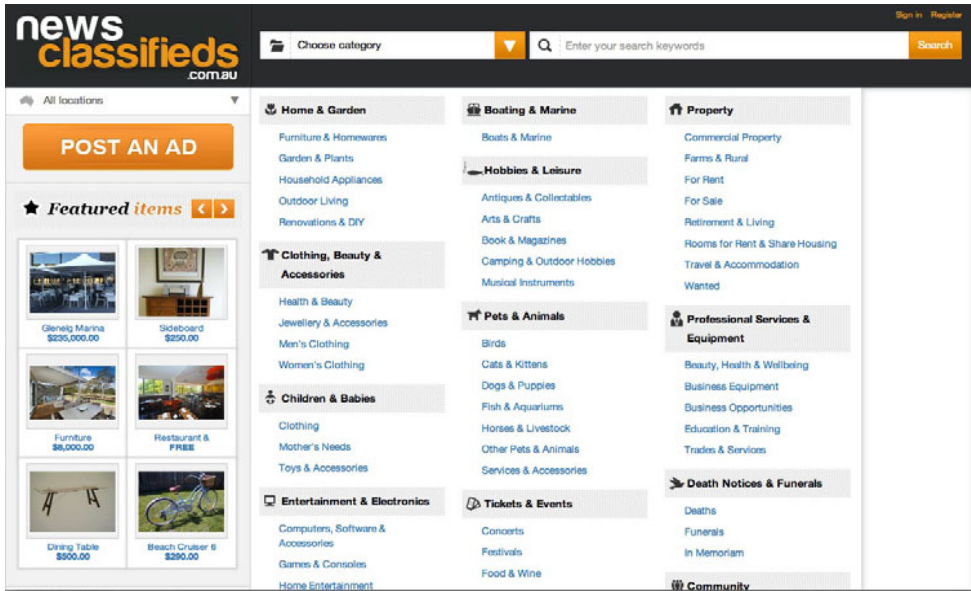 Sign in Register
news
classifieds
.com.au
Choose category
Enter your search keywords
Search
All locations
POST AN AD
Featured items
Glenelg Marina
$235,000.00
Sideboard
$250.00
Furniture
$8,000.00
Restaurant &
FREE
Dining Table
$500.00
Beach Cruiser 6
$290.00
Home & Garden
Furniture & Homewares
Garden & Plants
Household Appliances
Outdoor Living
Renovations & DIY
Clothing, Beauty &
Accessories
Health & Beauty
Jewellery & Accessories
Men's Clothing
Women's Clothing
Children & Babies
Clothing
Mother's Needs
Toys & Accessories
Entertainment & Electronics
Computers, Software &
Accessories
Games & Consoles
Home Entertainment
Boating & Marine
Boats & Marine
Hobbies & Leisure
Antiques & Collectables
Arts & Crafts
Book & Magazines
Camping & Outdoor Hobbies
Musical Instruments
Pets & Animals
Birds
Cats & Kittens
Dogs & Puppies
Fish & Aquariums
Horses & Livestock
Other Pets & Animals
Services & Accessories
Tickets & Events
Concerts
Festivals
Food & Wine
Property
Commercial Property
Farms & Rural
For Rent
For Sale
Retirement & Living
Rooms for Rent & Share Housing
Travel & Accommodation
Wanted
Professional Services &
Equipment
Beauty, Health & Wellbeing
Business Equipment
Business Opportunities
Education & Training
Trades & Services
Death Notices & Funerals
Deaths
Funerals
In Memoriam
Community